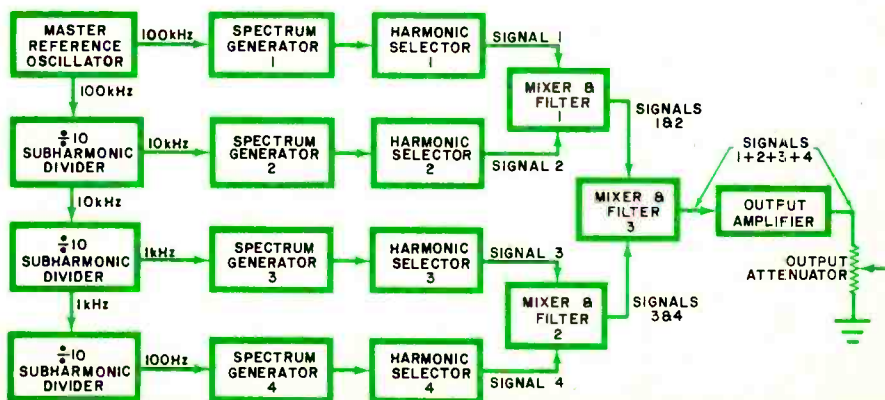 MASTER
REFERENCE
OSCILLATOR
100kHz
SPECTRUM
GENERATOR
1
HARMONIC
SELECTOR
1
SIGNAL 1
100kHz
MIXER &
FILTER
1
SIGNALS
1&2
÷10
SUBHARMONIC
DIVIDER
10kHz
SPECTRUM
GENERATOR
2
HARMONIC
SELECTOR
2
SIGNAL 2
SIGNALS
1+2+3+4
10kHz
MIXER &
FILTER
3
OUTPUT
AMPLIFIER
÷10
SUBHARMONIC
DIVIDER
1kHz
SPECTRUM
GENERATOR
3
HARMONIC
SELECTOR
3
SIGNAL 3
OUTPUT
ATTENUATOR
1kHz
MIXER &
FILTER
2
SIGNALS
3&4
÷10
SUBHARMONIC
DIVIDER
100Hz
SPECTRUM
GENERATOR
4
HARMONIC
SELECTOR
4
SIGNAL 4